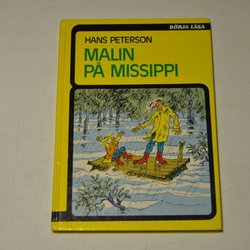 BÖRJA LÄSA
HANS PETERSON
MALIN
PÅ MISSIPPI